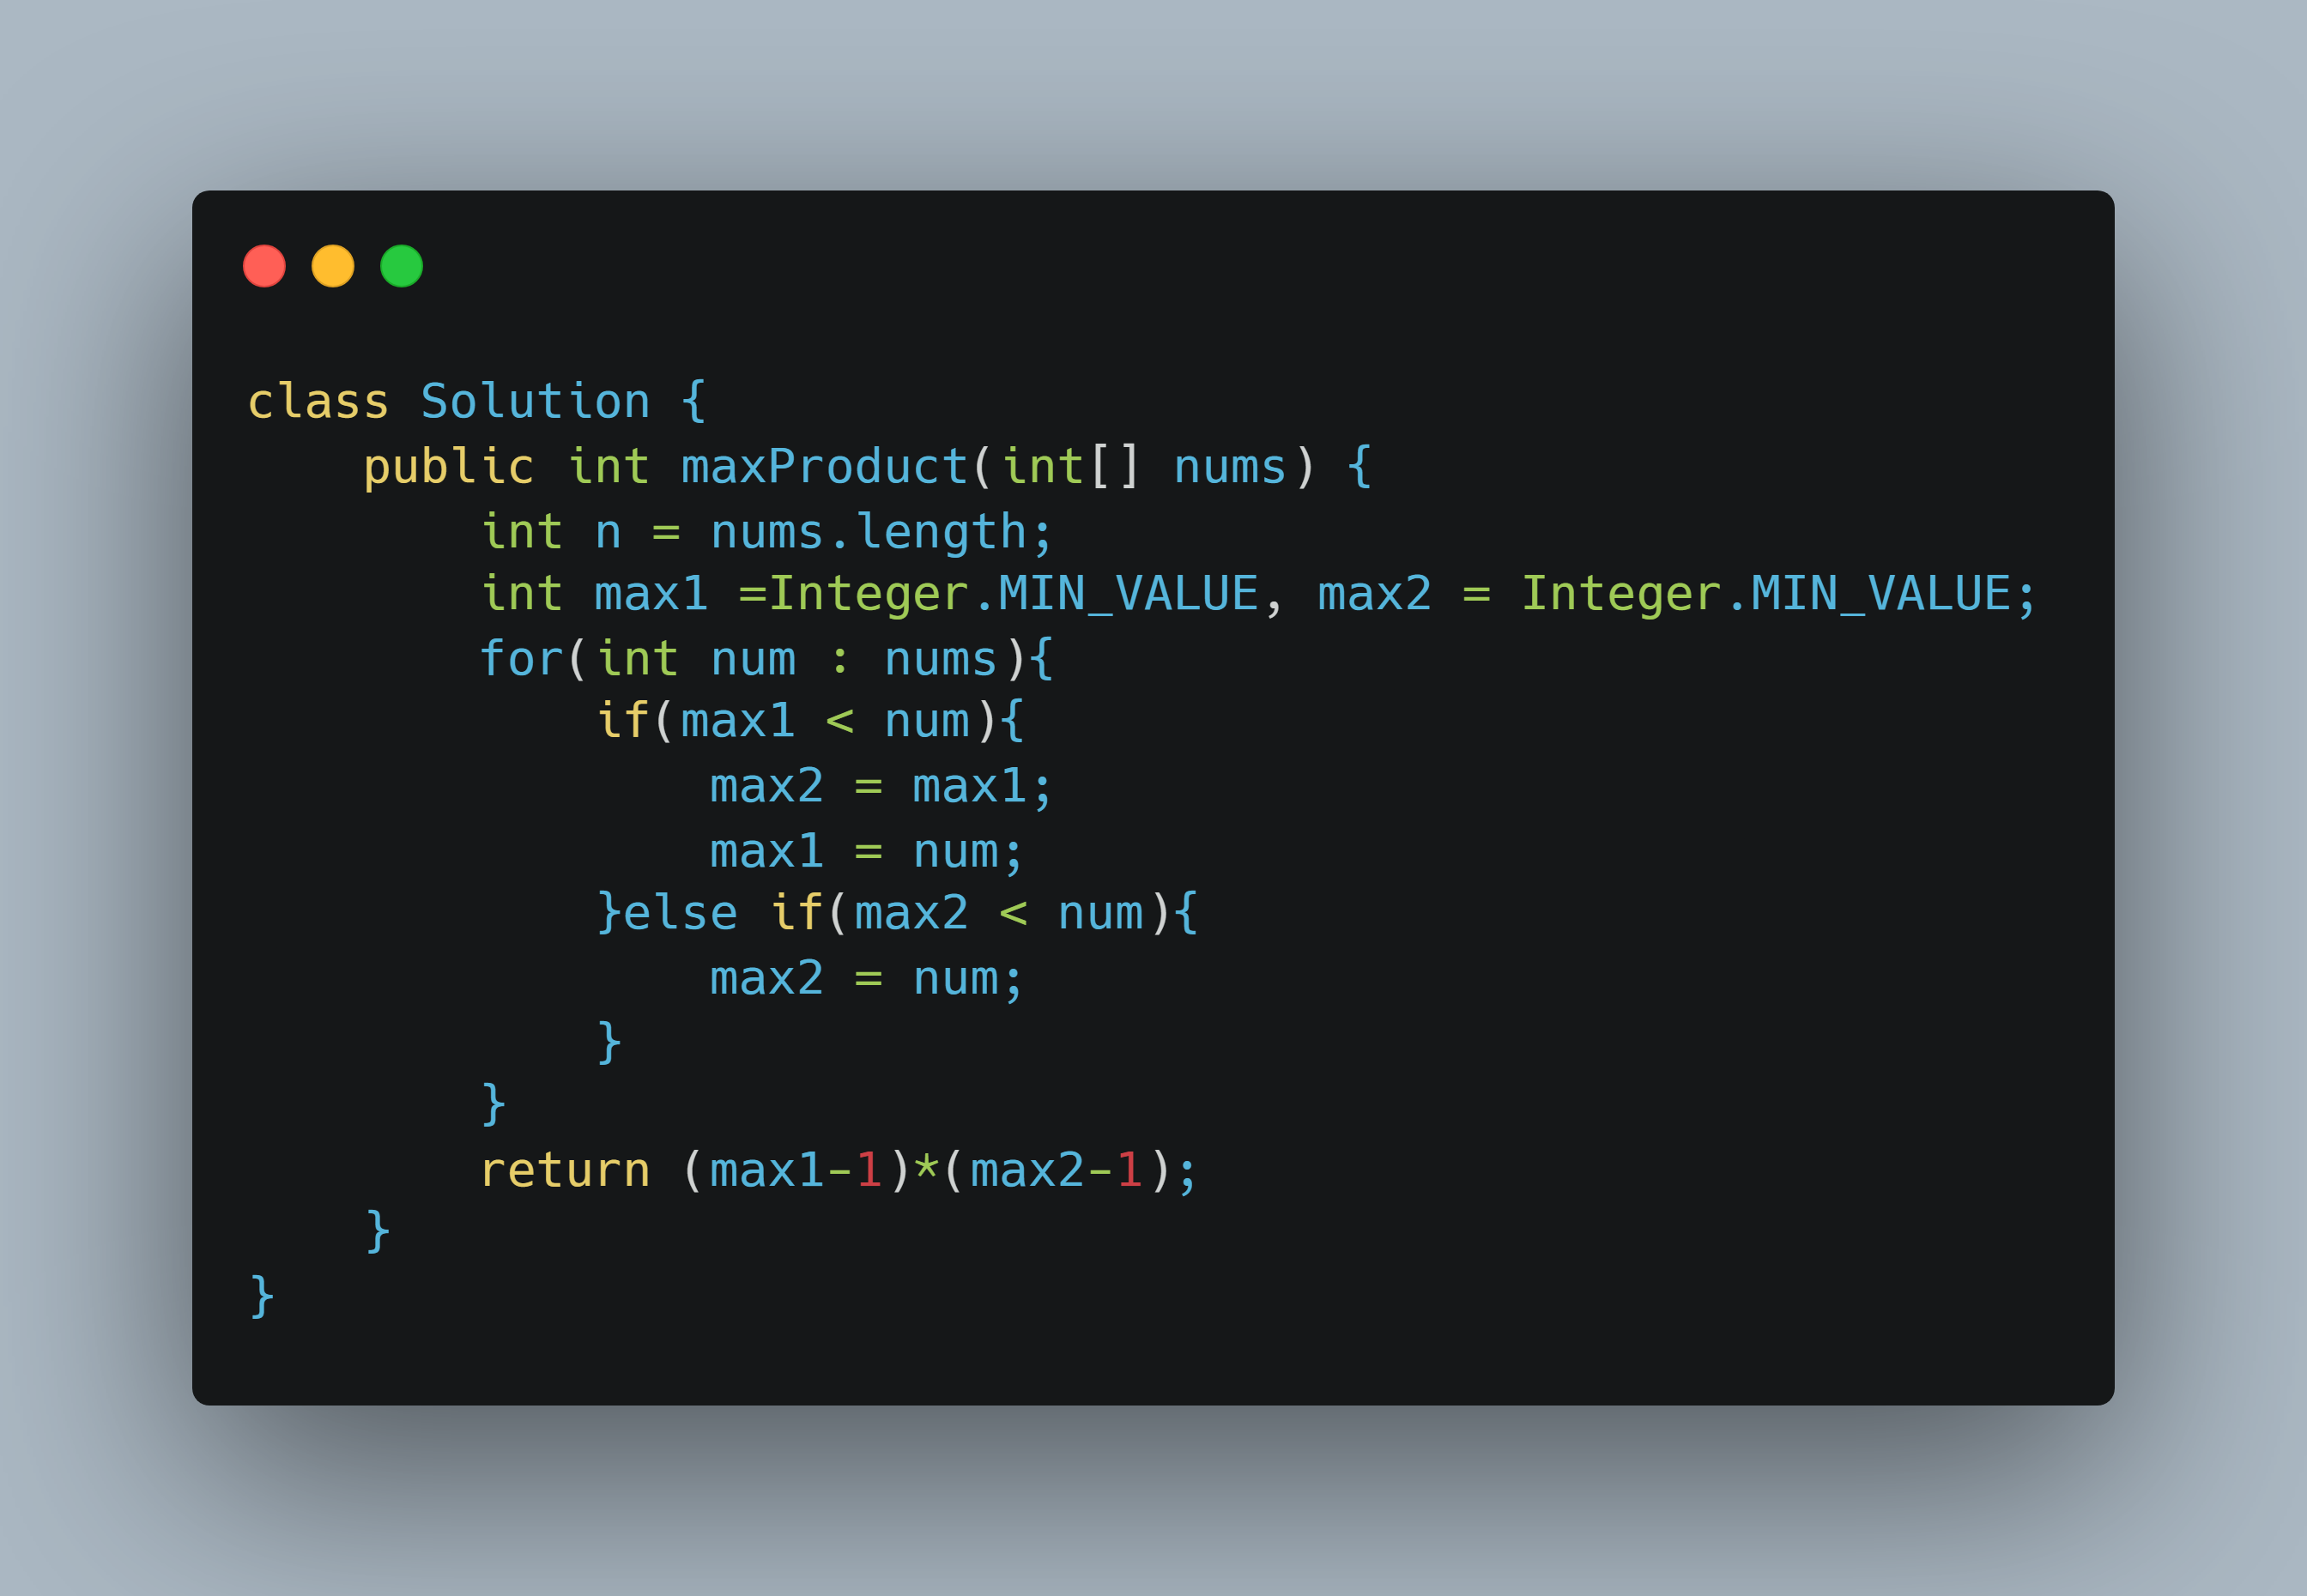 class Solution {
    public int maxProduct(int[] nums) {
        int n = nums.length;
        int max1 =Integer.MIN_VALUE, max2 = Integer.MIN_VALUE;
        for(int num : nums){
            if(max1 < num){
                max2 = max1;
                max1 = num;
            }else if(max2 < num){
                max2 = num;
            }
        }
        return (max1-1)*(max2-1);
    }
}